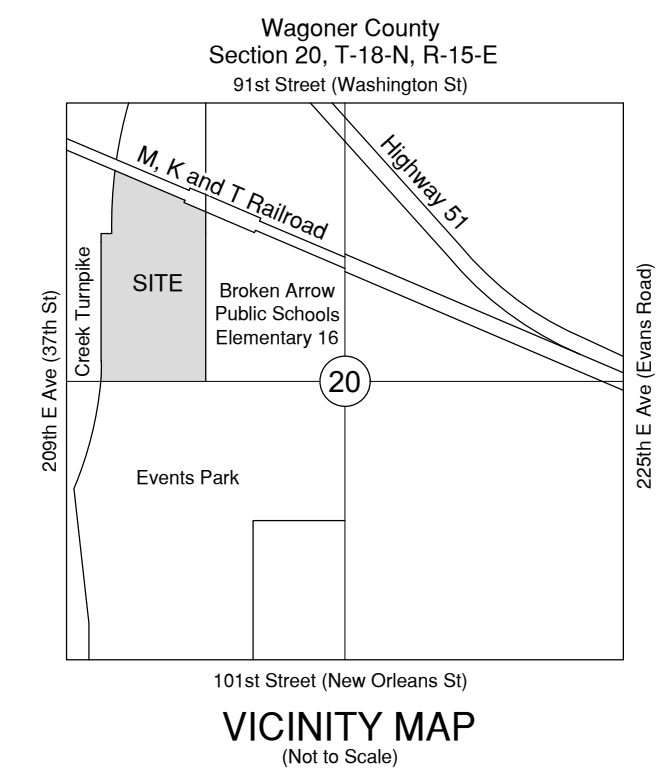 Wagoner County
Section 20, T-18-N, R-15-E
91st Street (Washington St)
M, K and T Railroad
Highway 51
Creek Turnpike
SITE
Broken Arrow
Public Schools
Elementary 16
209th E Ave (37th St)
225th E Ave (Evans Road)
20
Events Park
101st Street (New Orleans St)
VICINITY MAP
(Not to Scale)